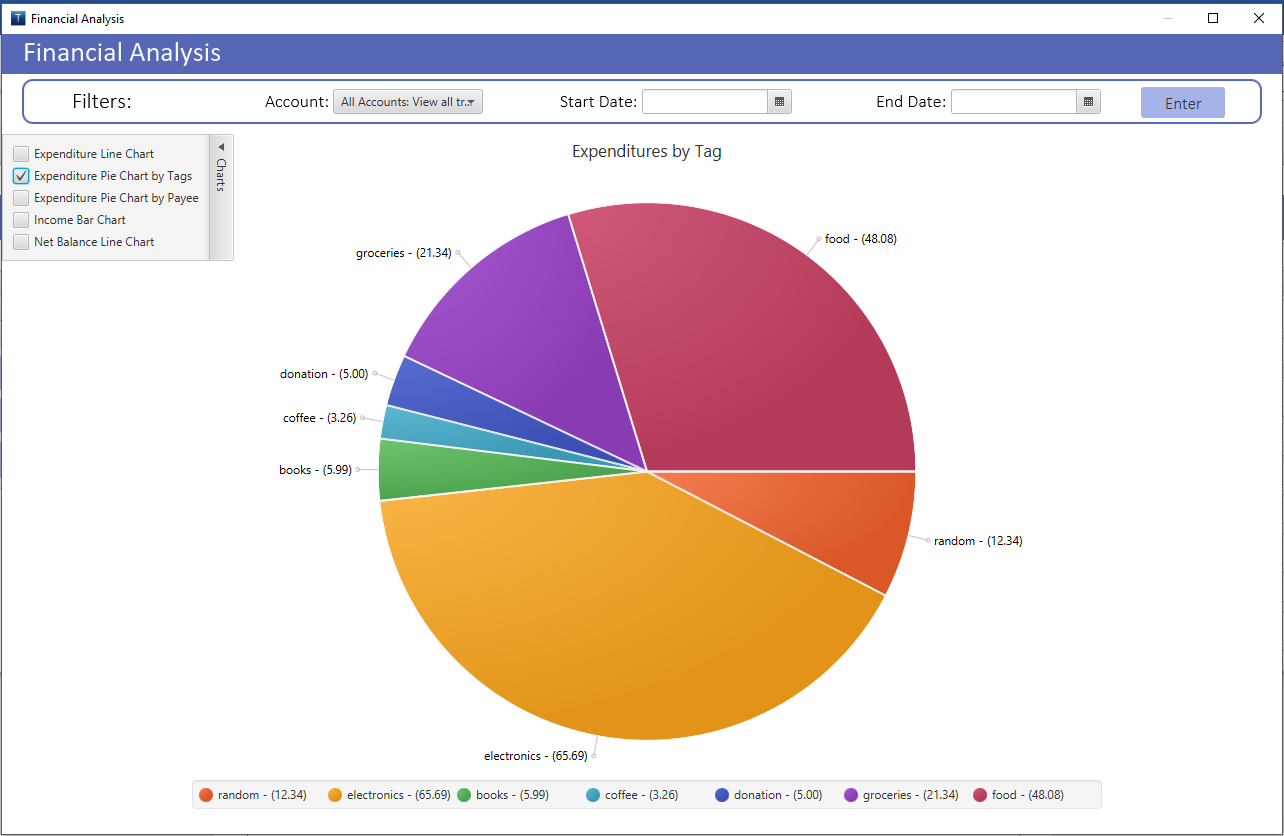 Financial Analysis
Financial Analysis
Filters:
Account: All Accounts: View all tr...
Start Date:
End Date:
Enter
Expenditure Line Chart
Expenditure Pie Chart by Tags
Expenditure Pie Chart by Payee
Income Bar Chart
Net Balance Line Chart
Charts
Expenditures by Tag
food - (48.08)
groceries - (21.34)
donation - (5.00)
coffee - (3.26)
books - (5.99)
random - (12.34)
electronics - (65.69)
random - (12.34) electronics - (65.69) books - (5.99) coffee - (3.26) donation - (5.00) groceries - (21.34) food - (48.08)